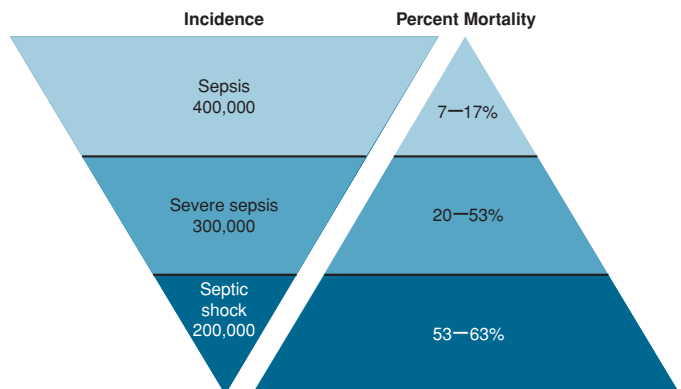 Incidence
Percent Mortality
Sepsis
400,000
7–17%
Severe sepsis
300,000
20–53%
Septic
shock
200,000
53–63%